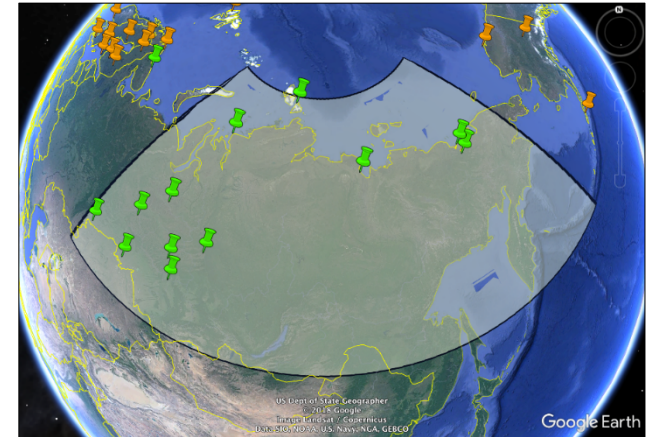 N
US Dept of State Geographer
© 2018 Google
Image Landsat / Copernicus
Data SIO, NOAA, U.S. Navy, NGA, GEBCO
Google Earth